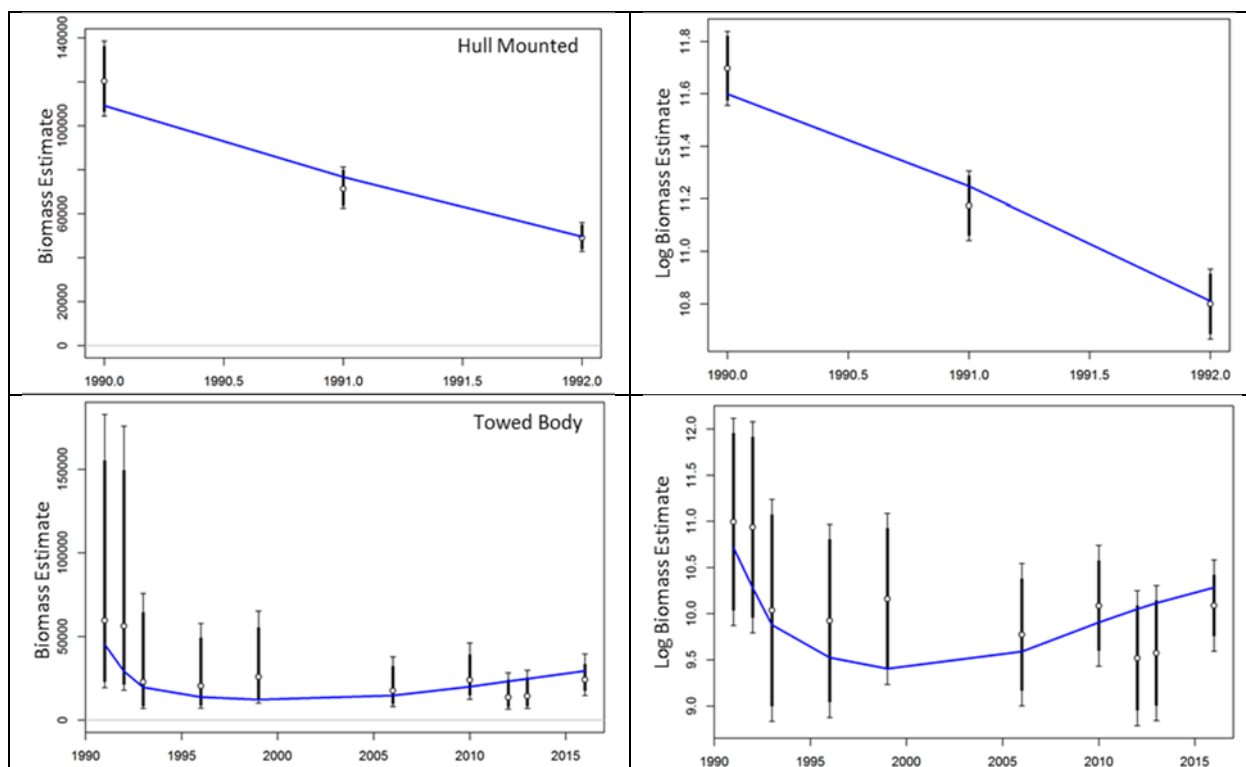 Hull Mounted
Biomass Estimate
0 20000 60000 100000 140000
1990.0 1990.5 1991.0 1991.5 1992.0
Log Biomass Estimate
10.8 11.0 11.2 11.4 11.6 11.8
1990.0 1990.5 1991.0 1991.5 1992.0
Towed Body
Biomass Estimate
0 50000 100000 150000
1990 1995 2000 2005 2010 2015
Log Biomass Estimate
9.0 9.5 10.0 10.5 11.0 11.5 12.0
1990 1995 2000 2005 2010 2015